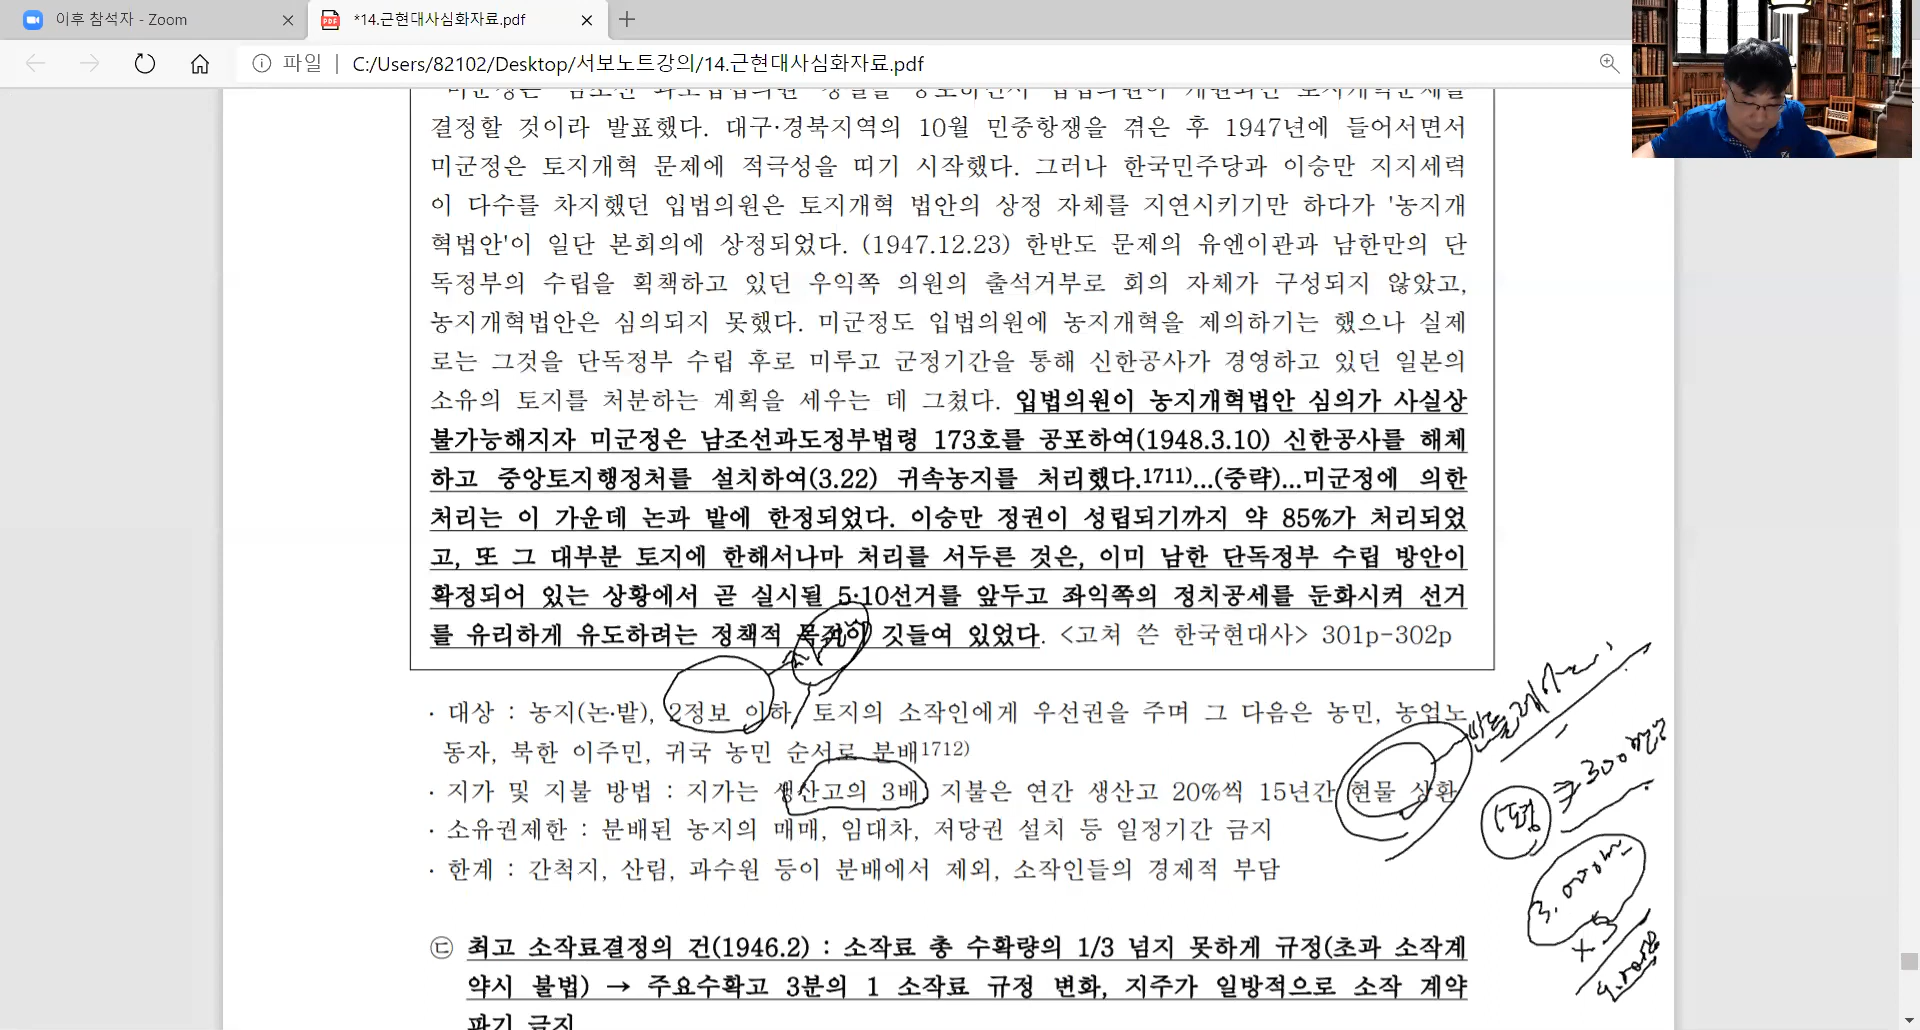 이후 참석자 - Zoom
*14.근현대사심화자료.pdf
파일 | C:/Users/82102/Desktop/서보노트강의/14.근현대사심화자료.pdf
결정할 것이라 발표했다. 대구·경북지역의 10월 민중항쟁을 겪은 후 1947년에 들어서면서
미군정은 토지개혁 문제에 적극성을 띠기 시작했다. 그러나 한국민주당과 이승만 지지세력
이 다수를 차지했던 입법의원은 토지개혁 법안의 상정 자체를 지연시키기만 하다가 '농지개
혁법안'이 일단 본회의에 상정되었다. (1947.12.23) 한반도 문제의 유엔이관과 남한만의 단
독정부의 수립을 획책하고 있던 우익쪽 의원의 출석거부로 회의 자체가 구성되지 않았고,
농지개혁법안은 심의되지 못했다. 미군정도 입법의원에 농지개혁을 제의하기는 했으나 실제
로는 그것을 단독정부 수립 후로 미루고 군정기간을 통해 신한공사가 경영하고 있던 일본의
소유의 토지를 처분하는 계획을 세우는 데 그쳤다. 입법의원이 농지개혁법안 심의가 사실상
불가능해지자 미군정은 남조선과도정부법령 173호를 공포하여(1948.3.10) 신한공사를 해체
하고 중앙토지행정처를 설치하여(3.22) 귀속농지를 처리했다.1711)…(중략)…미군정에 의한
처리는 이 가운데 논과 밭에 한정되었다. 이승만 정권이 성립되기까지 약 85%가 처리되었
고, 또 그 대부분 토지에 한해서나마 처리를 서두른 것은, 이미 남한 단독정부 수립 방안이
확정되어 있는 상황에서 곧 실시될 5·10선거를 앞두고 좌익쪽의 정치공세를 둔화시켜 선거
를 유리하게 유도하려는 정책적 목적이 깃들여 있었다. <고쳐 쓴 한국현대사> 301p-302p
· 대상 : 농지(논·밭), 2정보 이하 토지의 소작인에게 우선권을 주며 그 다음은 농민, 농업노
동자, 북한 이주민, 귀국 농민 순서로 분배1712)
· 지가 및 지불 방법 : 지가는 생산고의 3배, 지불은 연간 생산고 20%씩 15년간 현물 상환
· 소유권제한 : 분배된 농지의 매매, 임대차, 저당권 설치 등 일정기간 금지
1평
300
3.000
· 한계 : 간척지, 산림, 과수원 등이 분배에서 제외, 소작인들의 경제적 부담
㉢ 최고 소작료결정의 건(1946.2) : 소작료 총 수확량의 1/3 넘지 못하게 규정(초과 소작계
약시 불법) → 주요수확고 3분의 1 소작료 규정 변화, 지주가 일방적으로 소작 계약
파기 금지